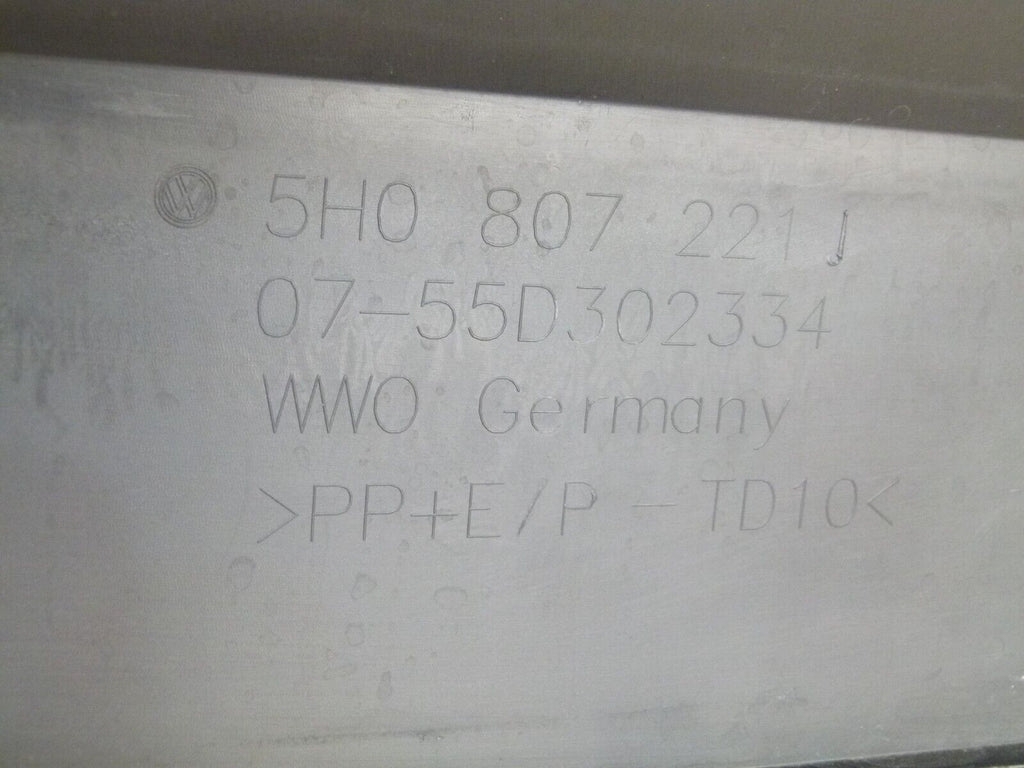 5H0 807 221 J
07-55D302334
WWO Germany
>PP+E/P - TD10<